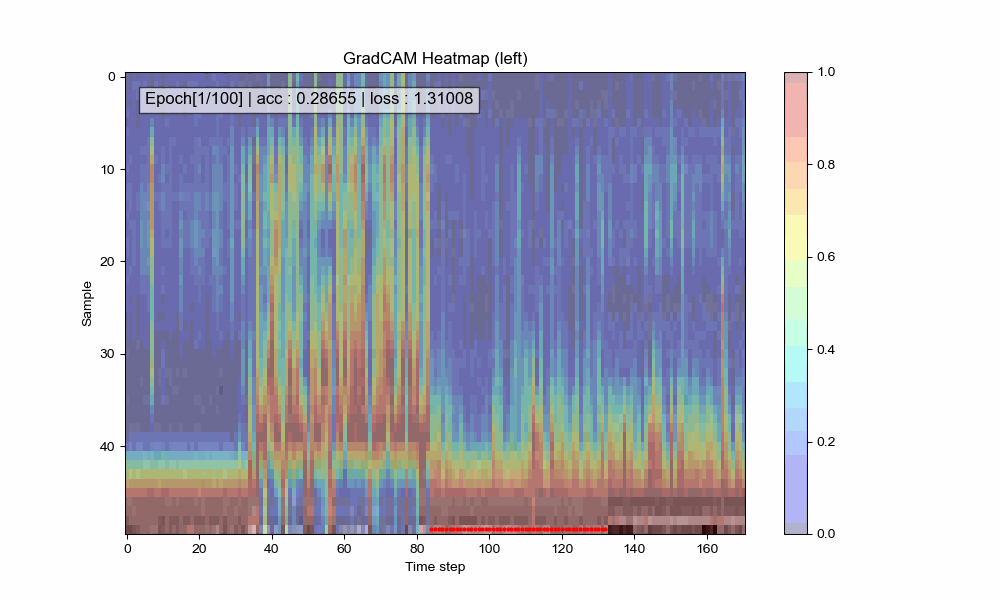 GradCAM Heatmap (left)
Epoch[1/100] | acc : 0.28655 | loss : 1.31008
0
10
20
30
40
Sample
0 20 40 60 80 100 120 140 160
Time step
1.0
0.8
0.6
0.4
0.2
0.0